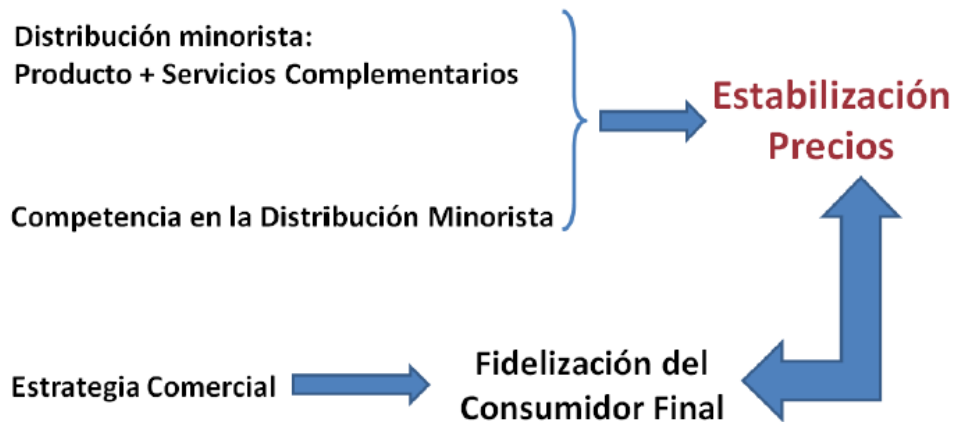 Distribución minorista:
Producto + Servicios Complementarios
Estabilización
Precios
Competencia en la Distribución Minorista
Estrategia Comercial
Fidelización del
Consumidor Final